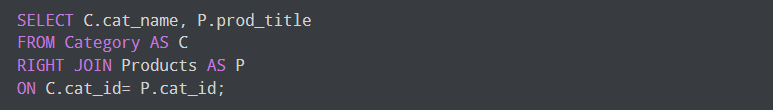 SELECT C.cat_name, P.prod_title
FROM Category AS C
RIGHT JOIN Products AS P
ON C.cat_id= P.cat_id;